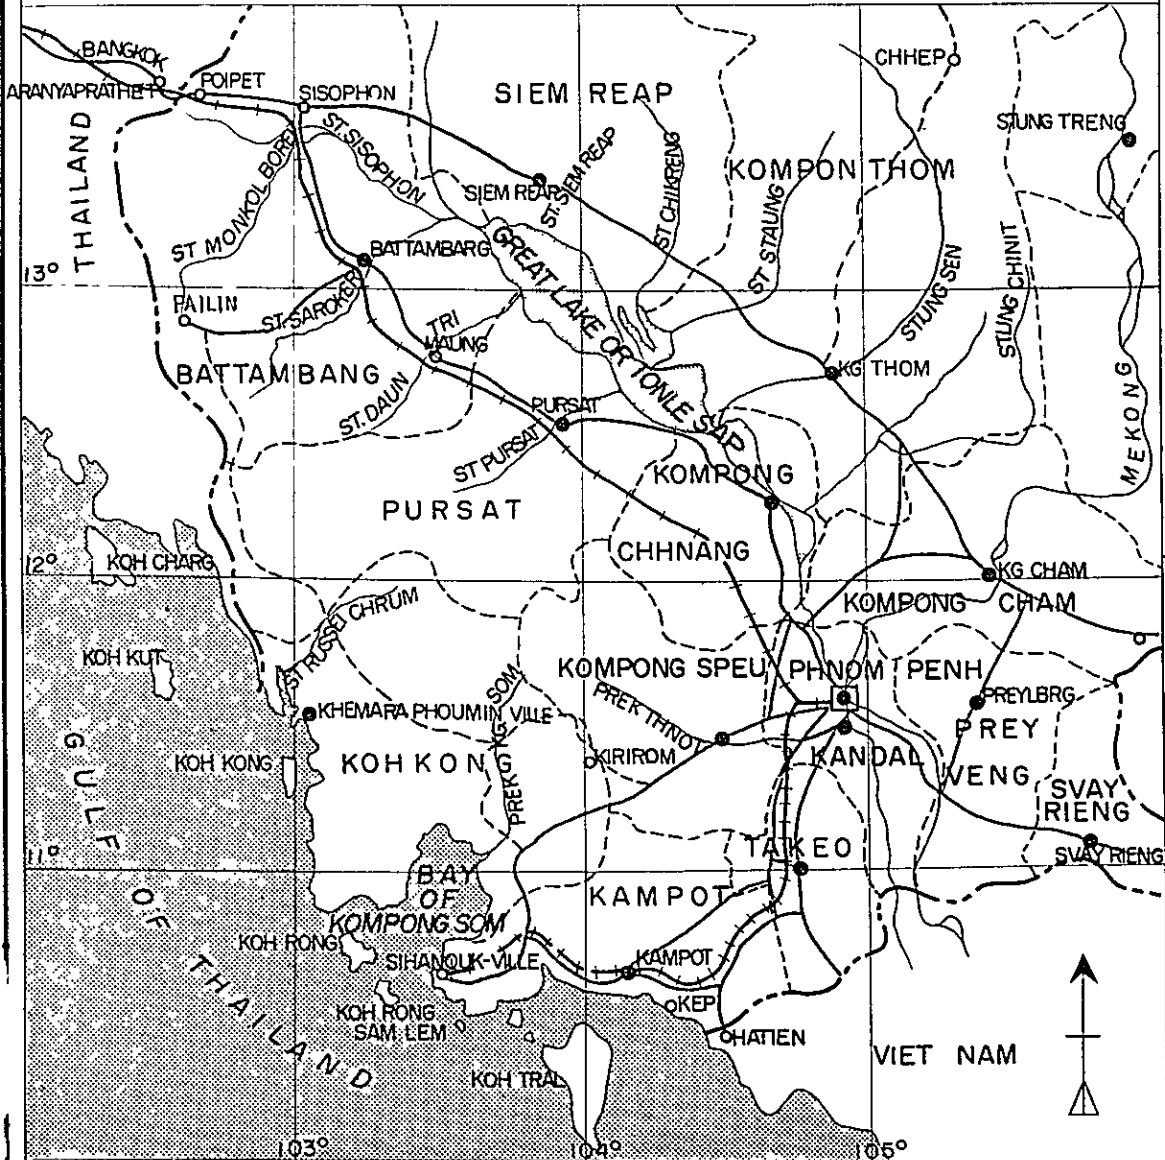 BANGKOK
ARANYAPRATHET
POIPET
SISOPHON
SIEM REAP
CHHEP
STUNG TRENG
THAILAND
ST. SISOPHON
ST MONKOL BOREY
SIEM REAP
ST. SIEM REAP
ST CHIKRENG
KOMPON THOM
ST STAUNG
STUNG SEN
STUNG CHINIT
BATTAMBARG
GREAT LAKE OR TONLE SAP
13°
PAILIN
TRI
MAUNG
KG THOM
BATTAMBANG
ST. DAUN
PURSAT
ST PURSAT
MEKONG
KOMPONG
PURSAT
CHHNANG
KOH CHARG
12°
KG CHAM
ST RUSSEI CHRUM
KOMPONG CHAM
KOH KUT
KOMPONG SPEU
PHNOM PENH
PREYLBRG
KHEMARA PHOUMIN VILLE
PREK THNOT
PREY
KOH KONG
KOH KONG
PREK KG SOM
KIRIROM
KANDAL
VENG
SVAY
RIENG
GULF OF THAILAND
11°
BAY
OF
KOMPONG SOM
TAKEO
SVAY RIENG
KAMPOT
KOH RONG
SIHANOUK-VILLE
KAMPOT
KOH RONG
SAM LEM
KEP
HATIEN
VIET NAM
KOH TRAL
103°
104°
105°